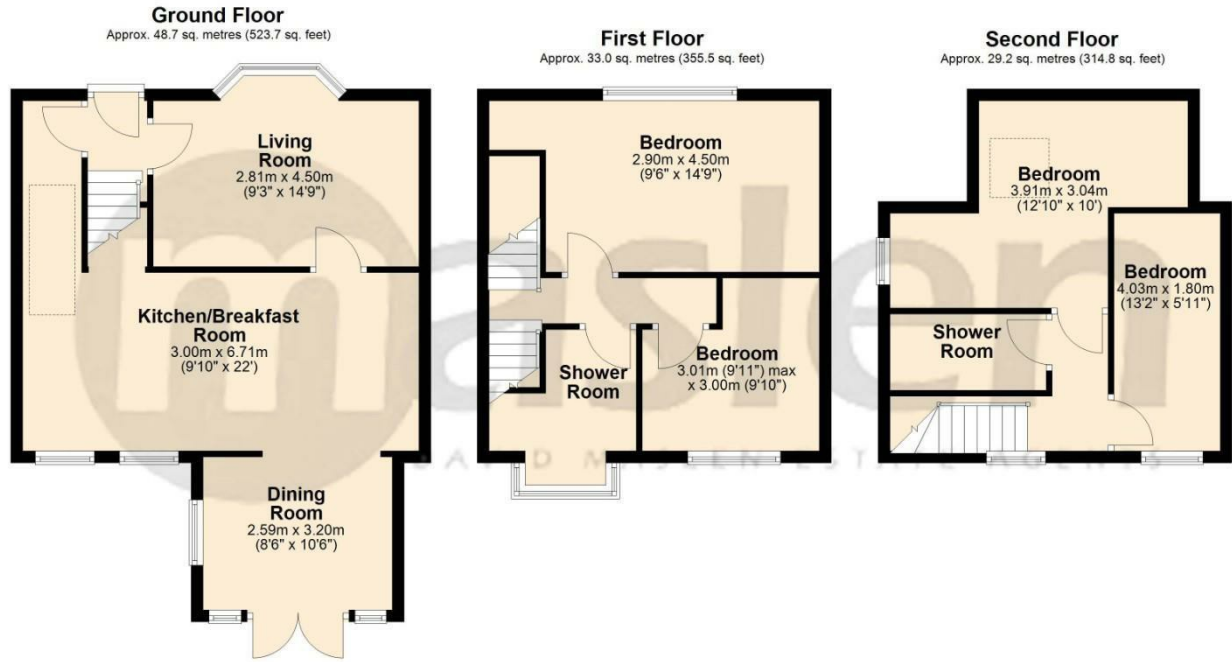 Ground Floor
Approx. 48.7 sq. metres (523.7 sq. feet)
Living
Room
2.81m x 4.50m
(9'3" x 14'9")
Kitchen/Breakfast
Room
3.00m x 6.71m
(9'10" x 22')
Dining
Room
2.59m x 3.20m
(8'6" x 10'6")
First Floor
Approx. 33.0 sq. metres (355.5 sq. feet)
Bedroom
2.90m x 4.50m
(9'6" x 14'9")
Shower
Room
Bedroom
3.01m (9'11") max
x 3.00m (9'10")
Second Floor
Approx. 29.2 sq. metres (314.8 sq. feet)
Bedroom
3.91m x 3.04m
(12'10" x 10')
Bedroom
4.03m x 1.80m
(13'2" x 5'11")
Shower
Room
maslen
DAVID MASLEN ESTATE AGENTS